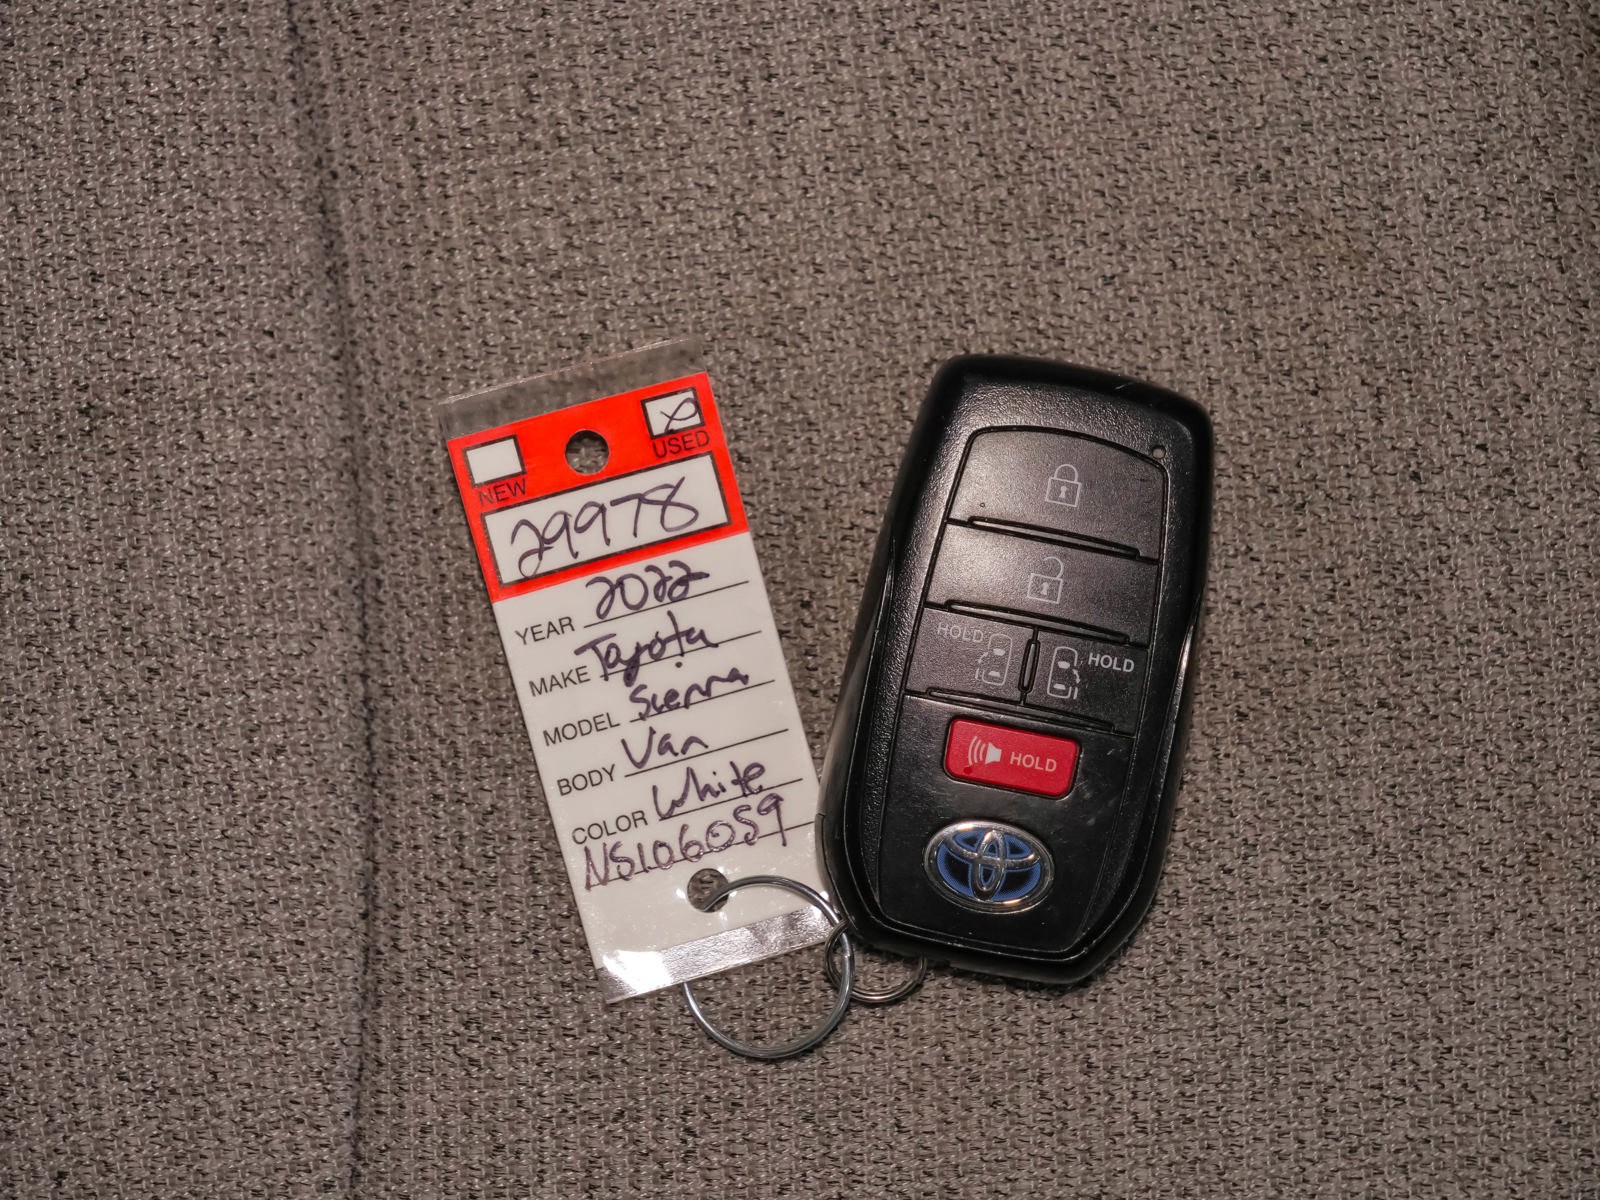 NEW USED
29978
YEAR 2022
MAKE Toyota
MODEL Sienna
BODY Van
COLOR White
NS106059
HOLD HOLD
HOLD